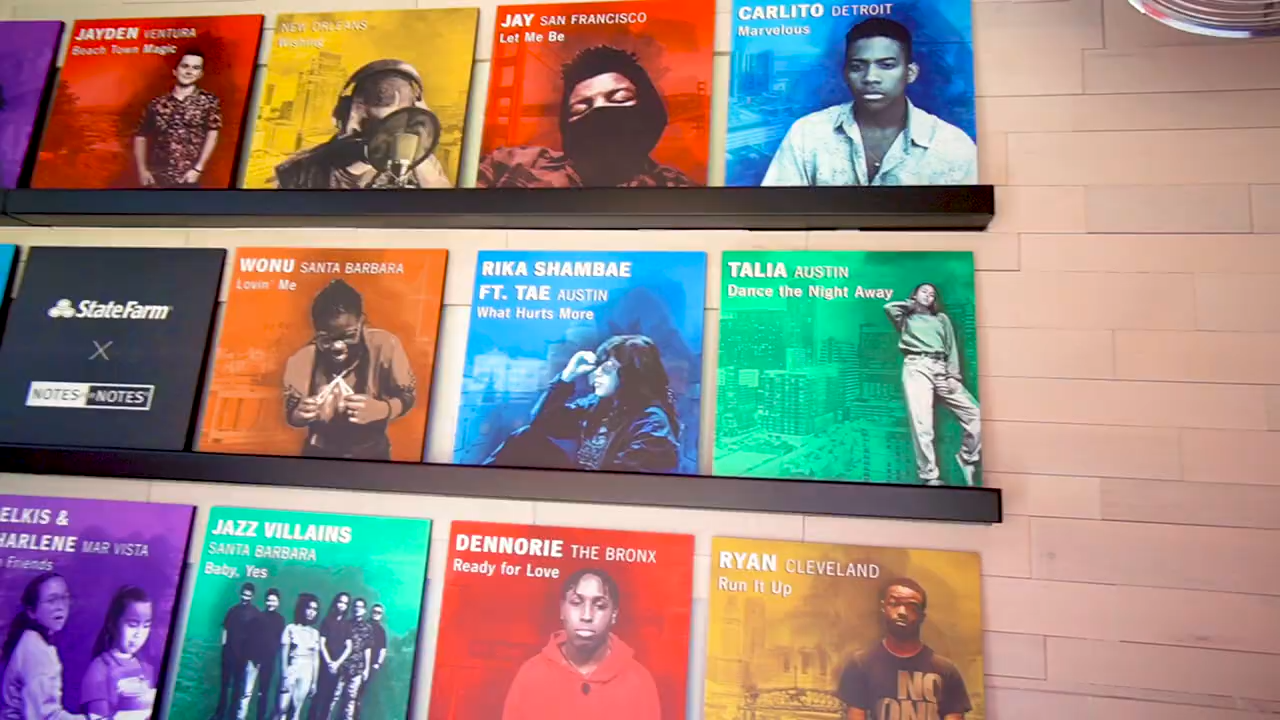 JAYDEN VENTURA
Beach Town Magic
NEW ORLEANS
Wishing
JAY SAN FRANCISCO
Let Me Be
CARLITO DETROIT
Marvelous
StateFarm
X
NOTES FOR NOTES
WONU SANTA BARBARA
Lovin' Me
RIKA SHAMBAE
FT. TAE AUSTIN
What Hurts More
TALIA AUSTIN
Dance the Night Away
ELKIS &
HARLENE MAR VISTA
Friends
JAZZ VILLAINS
SANTA BARBARA
Baby, Yes
DENNORIE THE BRONX
Ready for Love
RYAN CLEVELAND
Run It Up
NO
ONE